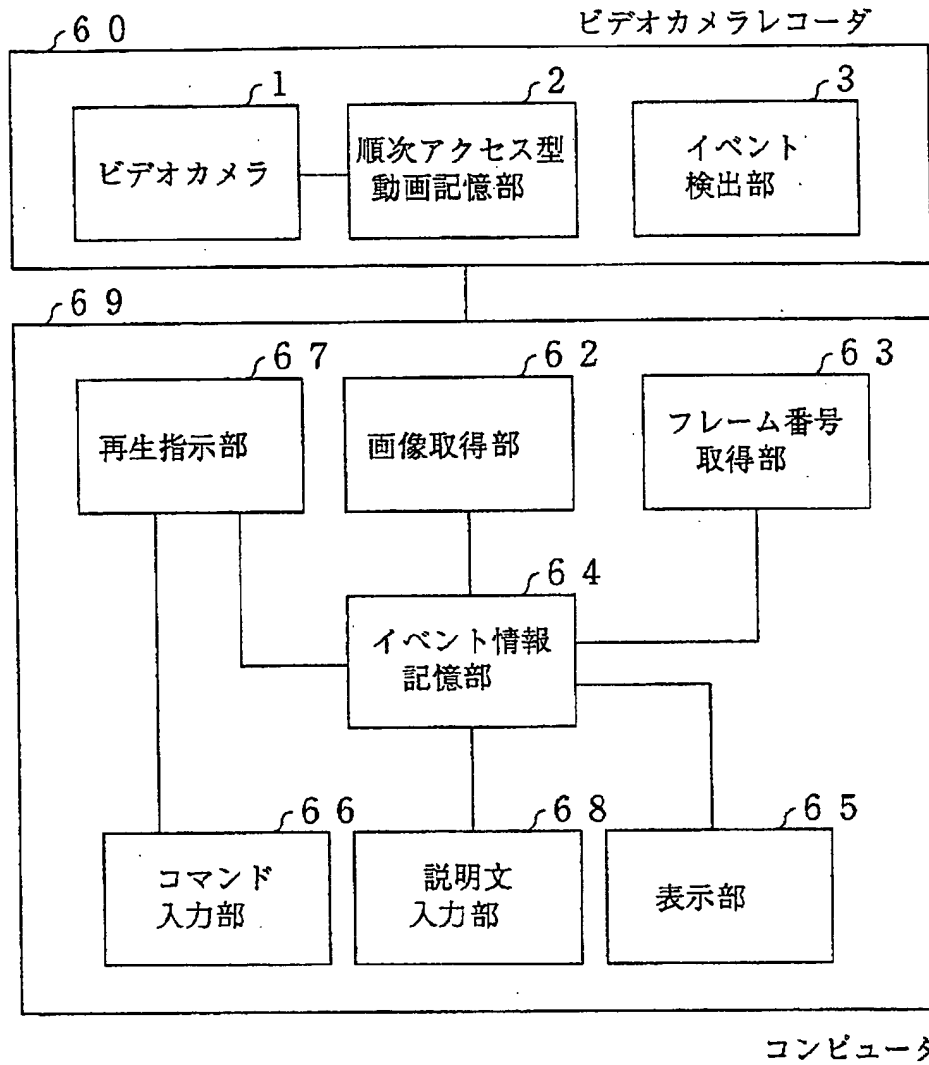 60
ビデオカメラレコーダ
1
2
3
ビデオカメラ
順次アクセス型
動画記憶部
イベント
検出部
69
67
62
63
再生指示部
画像取得部
フレーム番号
取得部
64
イベント情報
記憶部
66
68
65
コマンド
入力部
説明文
入力部
表示部
コンピュータ